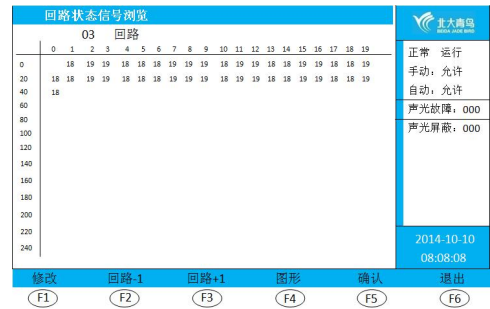 回路状态信号浏览
北大青鸟
BEIDA JADE BIRD
03 回路
0 1 2 3 4 5 6 7 8 9 10 11 12 13 14 15 16 17 18 19
0 18 19 19 18 18 18 19 19 19 18 19 19 18 18 18 19 18 18 19
20 18 18 19 19 18 18 18 19 19 19 18 19 19 18 18 18 19 18 18 19
40 18
60
80
100
120
140
160
180
200
220
240
正常 运行
手动：允许
自动：允许
声光故障：000
声光屏蔽：000
2014-10-10
08:08:08
修改 回路-1 回路+1 图形 确认 退出
F1 F2 F3 F4 F5 F6